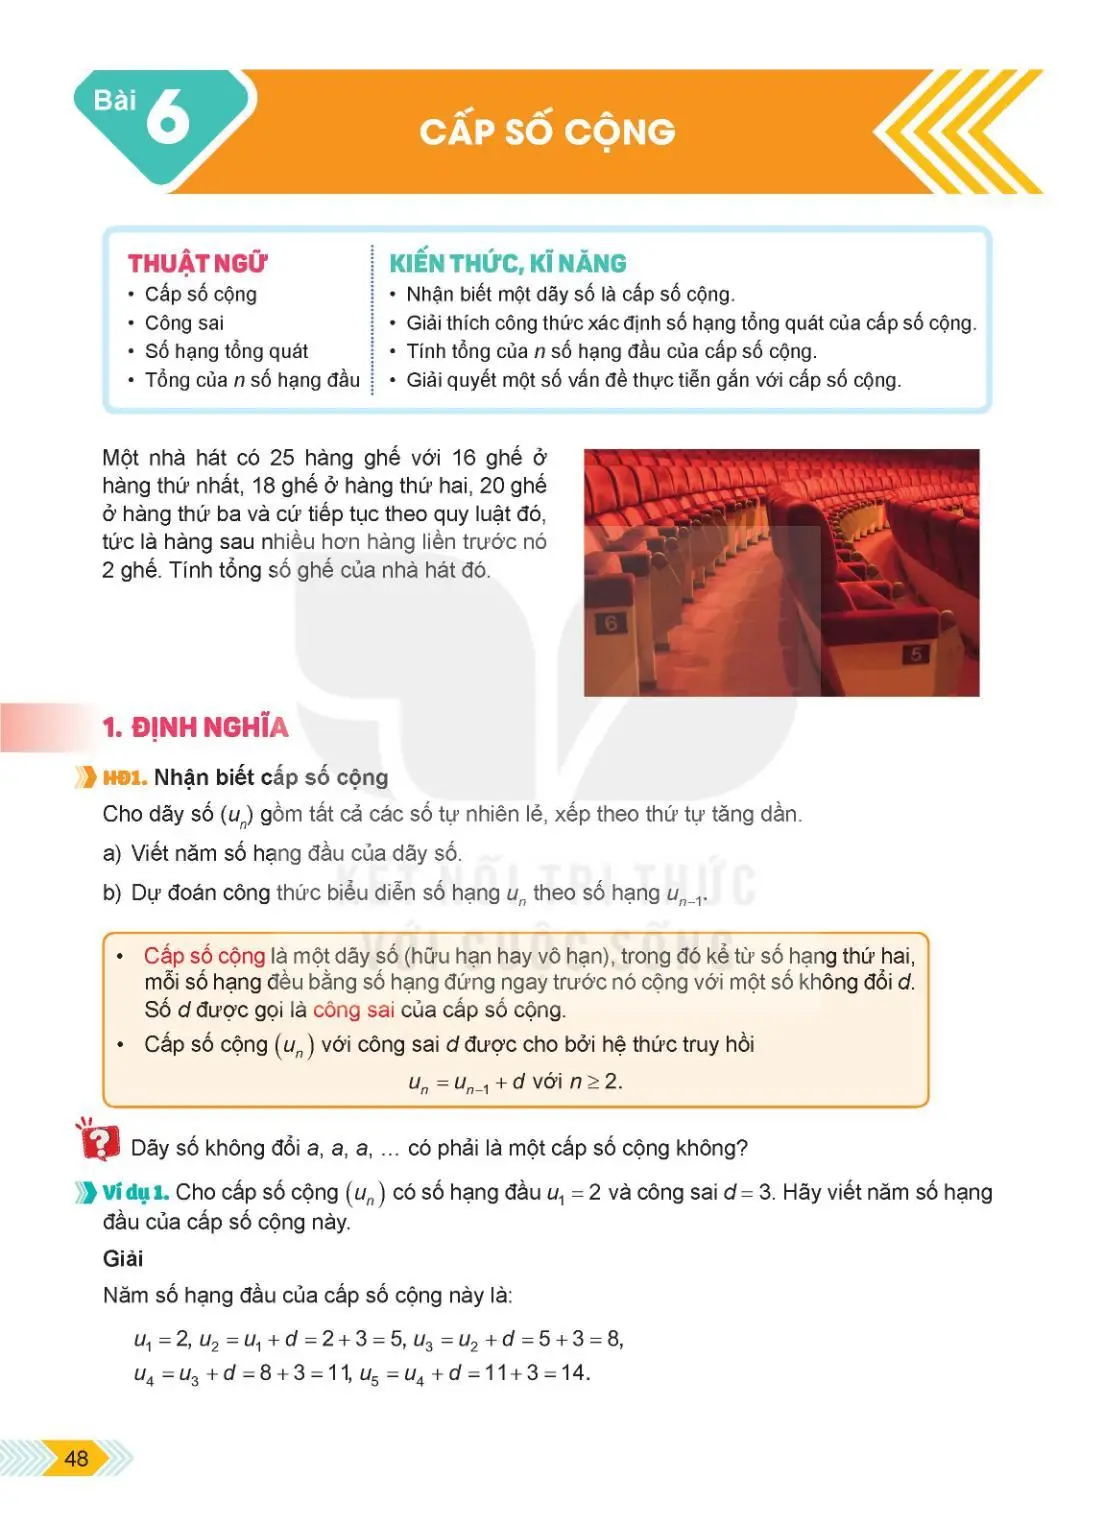 Bài 6
CẤP SỐ CỘNG
THUẬT NGỮ
• Cấp số cộng
• Công sai
• Số hạng tổng quát
• Tổng của n số hạng đầu
KIẾN THỨC, KĨ NĂNG
• Nhận biết một dãy số là cấp số cộng.
• Giải thích công thức xác định số hạng tổng quát của cấp số cộng.
• Tính tổng của n số hạng đầu của cấp số cộng.
• Giải quyết một số vấn đề thực tiễn gắn với cấp số cộng.
Một nhà hát có 25 hàng ghế với 16 ghế ở
hàng thứ nhất, 18 ghế ở hàng thứ hai, 20 ghế
ở hàng thứ ba và cứ tiếp tục theo quy luật đó,
tức là hàng sau nhiều hơn hàng liền trước nó
2 ghế. Tính tổng số ghế của nhà hát đó.
6
5
1. ĐỊNH NGHĨA
HĐ1. Nhận biết cấp số cộng
Cho dãy số (uₙ) gồm tất cả các số tự nhiên lẻ, xếp theo thứ tự tăng dần.
a) Viết năm số hạng đầu của dãy số.
b) Dự đoán công thức biểu diễn số hạng uₙ theo số hạng uₙ₋₁.
KẾT NỐI TRI THỨC
VỚI CUỘC SỐNG
• Cấp số cộng là một dãy số (hữu hạn hay vô hạn), trong đó kể từ số hạng thứ hai,
mỗi số hạng đều bằng số hạng đứng ngay trước nó cộng với một số không đổi d.
Số d được gọi là công sai của cấp số cộng.
• Cấp số cộng (uₙ) với công sai d được cho bởi hệ thức truy hồi
uₙ = uₙ₋₁ + d với n ≥ 2.
? Dãy số không đổi a, a, a, ... có phải là một cấp số cộng không?
Ví dụ 1. Cho cấp số cộng (uₙ) có số hạng đầu u₁ = 2 và công sai d = 3. Hãy viết năm số hạng
đầu của cấp số cộng này.
Giải
Năm số hạng đầu của cấp số cộng này là:
u₁ = 2, u₂ = u₁ + d = 2 + 3 = 5, u₃ = u₂ + d = 5 + 3 = 8,
u₄ = u₃ + d = 8 + 3 = 11, u₅ = u₄ + d = 11 + 3 = 14.
48